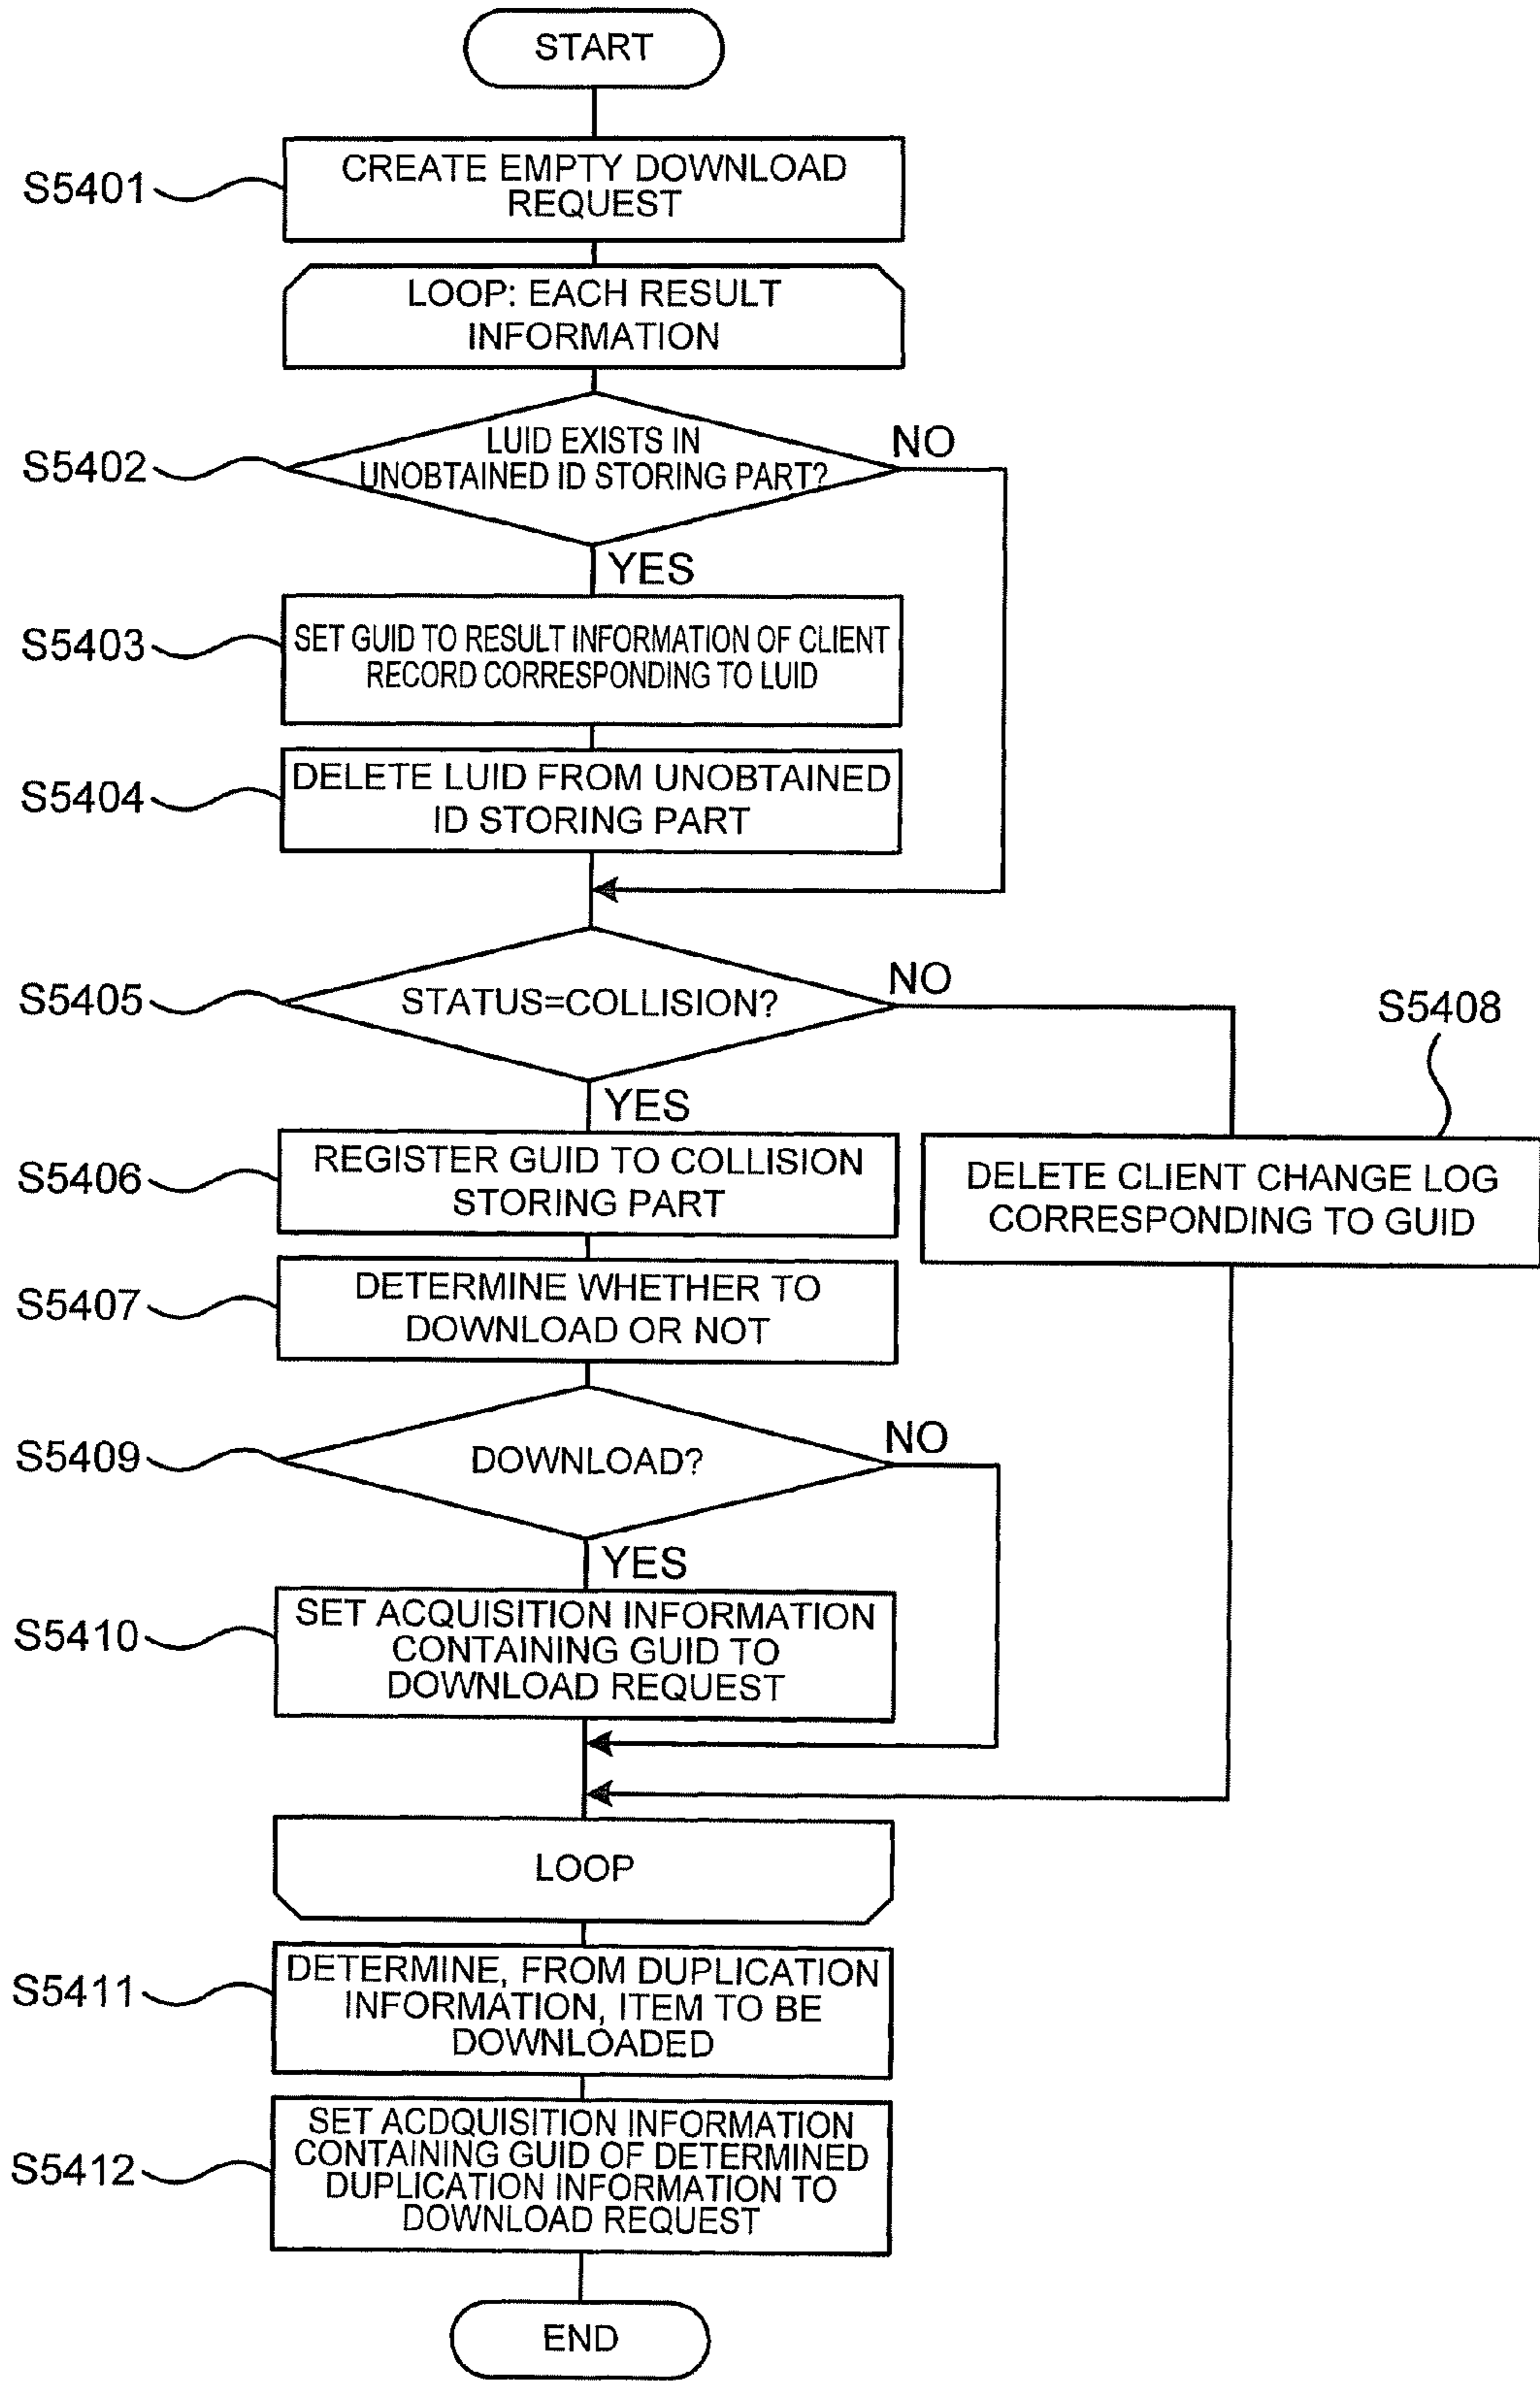 START
S5401
CREATE EMPTY DOWNLOAD
REQUEST
LOOP: EACH RESULT
INFORMATION
S5402
LUID EXISTS IN
UNOBTAINED ID STORING PART?
NO
YES
S5403
SET GUID TO RESULT INFORMATION OF CLIENT
RECORD CORRESPONDING TO LUID
S5404
DELETE LUID FROM UNOBTAINED
ID STORING PART
S5405
STATUS=COLLISION?
NO
S5408
YES
S5406
REGISTER GUID TO COLLISION
STORING PART
DELETE CLIENT CHANGE LOG
CORRESPONDING TO GUID
S5407
DETERMINE WHETHER TO
DOWNLOAD OR NOT
S5409
DOWNLOAD?
NO
YES
S5410
SET ACQUISITION INFORMATION
CONTAINING GUID TO
DOWNLOAD REQUEST
LOOP
S5411
DETERMINE, FROM DUPLICATION
INFORMATION, ITEM TO BE
DOWNLOADED
S5412
SET ACDQUISITION INFORMATION
CONTAINING GUID OF DETERMINED
DUPLICATION INFORMATION TO
DOWNLOAD REQUEST
END